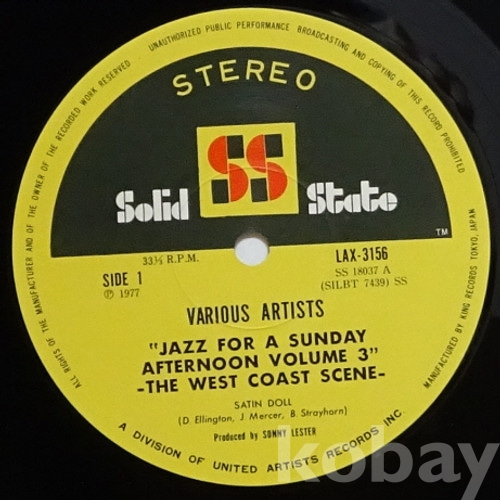 UNAUTHORIZED PUBLIC PERFORMANCE BROADCASTING AND COPYING OF THIS RECORD PROHIBITED
ALL RIGHTS OF THE MANUFACTURER AND OF THE OWNER OF THE RECORDED WORK RESERVED
STEREO
SS
Solid State
TM
33⅓ R.P.M.
SIDE 1
℗ 1977
LAX-3156
SS 18037 A
(SILBT 7439) SS
VARIOUS ARTISTS
"JAZZ FOR A SUNDAY
AFTERNOON VOLUME 3"
-THE WEST COAST SCENE-
SATIN DOLL
(D. Ellington, J. Mercer, B. Strayhorn)
Produced by SONNY LESTER
A DIVISION OF UNITED ARTISTS RECORDS, INC.
MANUFACTURED BY KING RECORDS TOKYO, JAPAN
kobay